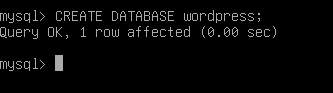 mysql> CREATE DATABASE wordpress;
Query OK, 1 row affected (0.00 sec)
mysql>